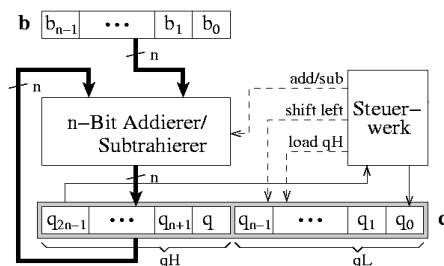 b b_{n-1} ••• b_1 b_0
n
n
add/sub
shift left
load qH
n-Bit Addierer/
Subtrahierer
Steuer-
werk
n
q_{2n-1} ••• q_{n+1} q q_{n-1} ••• q_1 q_0
qH qL